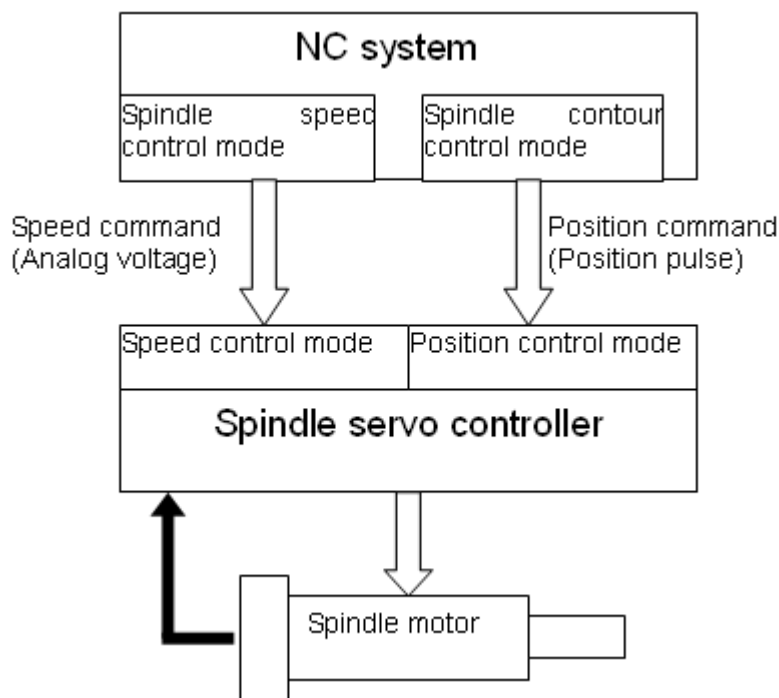 NC system
Spindle speed
control mode
Spindle contour
control mode
Speed command
(Analog voltage)
Position command
(Position pulse)
Speed control mode
Position control mode
Spindle servo controller
Spindle motor